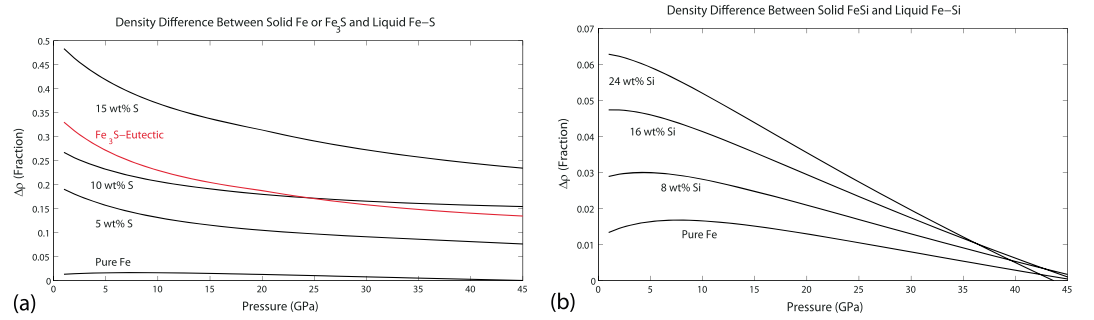 Density Difference Between Solid Fe or Fe3S and Liquid Fe−S
0.5
0.45
0.4
0.35
0.3
0.25
0.2
0.15
0.1
0.05
0
Δρ (Fraction)
15 wt% S
Fe3S−Eutectic
10 wt% S
5 wt% S
Pure Fe
0 5 10 15 20 25 30 35 40 45
Pressure (GPa)
(a)
Density Difference Between Solid FeSi and Liquid Fe−Si
0.07
0.06
0.05
0.04
0.03
0.02
0.01
0
Δρ (Fraction)
24 wt% Si
16 wt% Si
8 wt% Si
Pure Fe
0 5 10 15 20 25 30 35 40 45
Pressure (GPa)
(b)